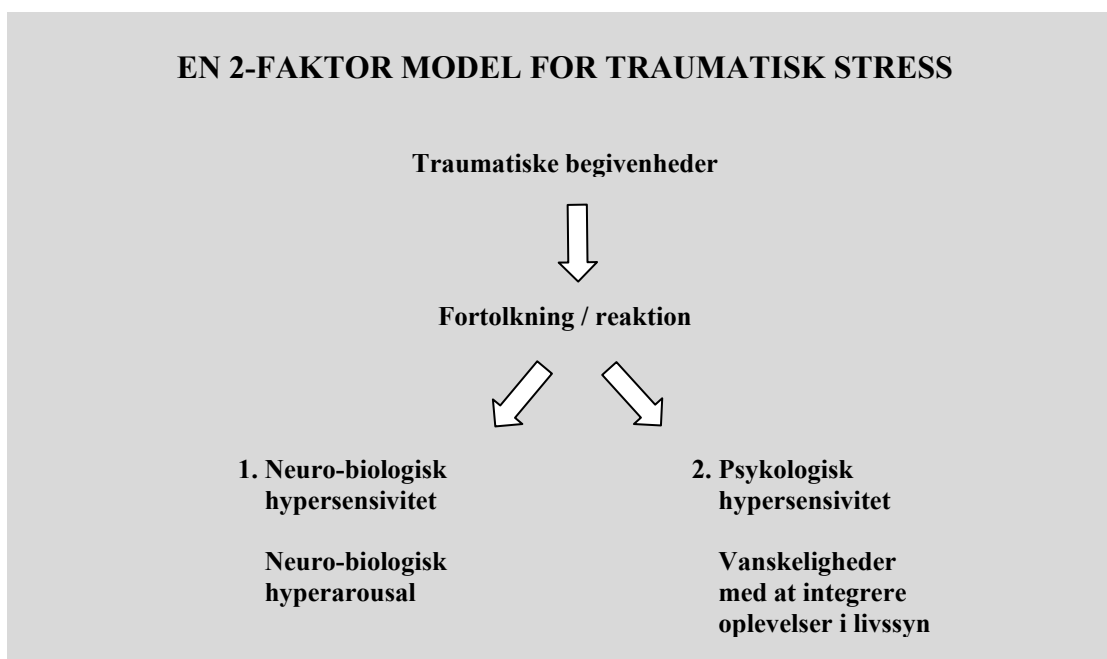 EN 2-FAKTOR MODEL FOR TRAUMATISK STRESS
Traumatiske begivenheder
Fortolkning / reaktion
1. Neuro-biologisk
hypersensivitet
Neuro-biologisk
hyperarousal
2. Psykologisk
hypersensivitet
Vanskeligheder
med at integrere
oplevelser i livssyn